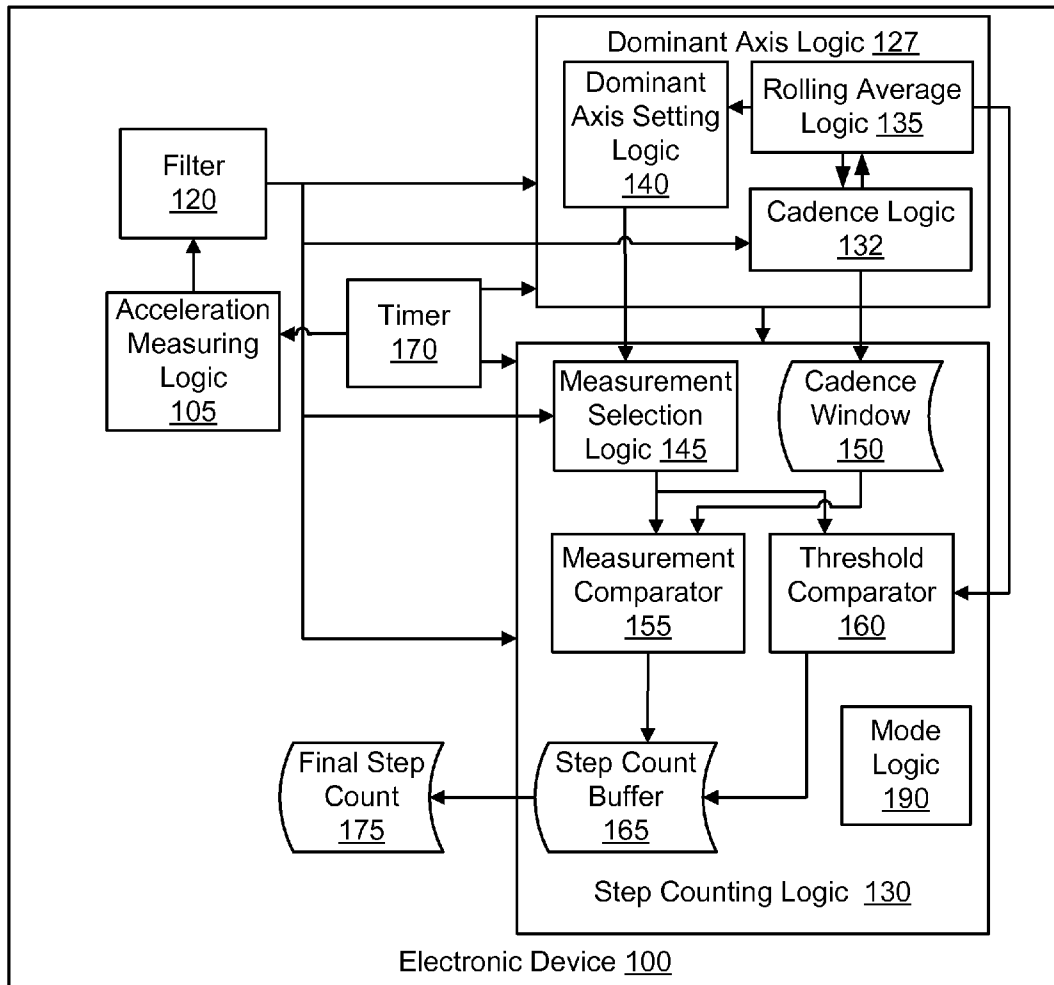 Dominant Axis Logic 127
Dominant
Axis Setting
Logic
140
Rolling Average
Logic 135
Cadence Logic
132
Filter
120
Acceleration
Measuring
Logic
105
Timer
170
Measurement
Selection
Logic 145
Cadence
Window
150
Measurement
Comparator
155
Threshold
Comparator
160
Mode
Logic
190
Final Step
Count
175
Step Count
Buffer
165
Step Counting Logic 130
Electronic Device 100